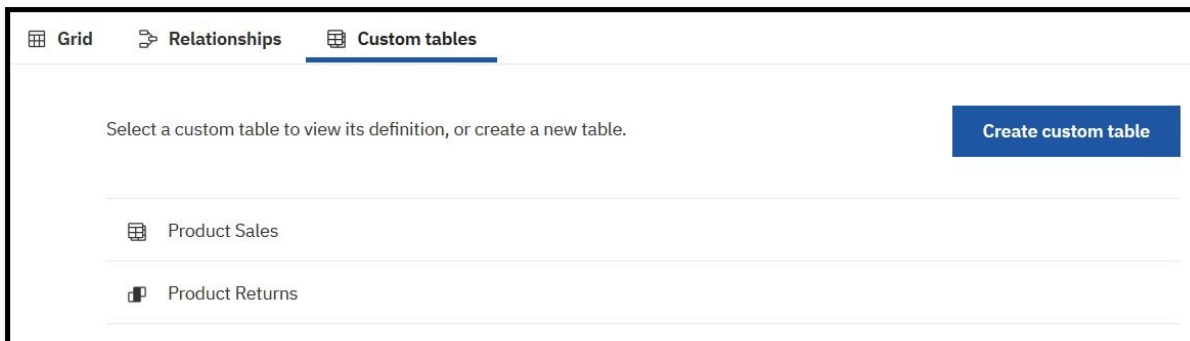 Grid Relationships Custom tables
Select a custom table to view its definition, or create a new table. Create custom table
Product Sales
Product Returns